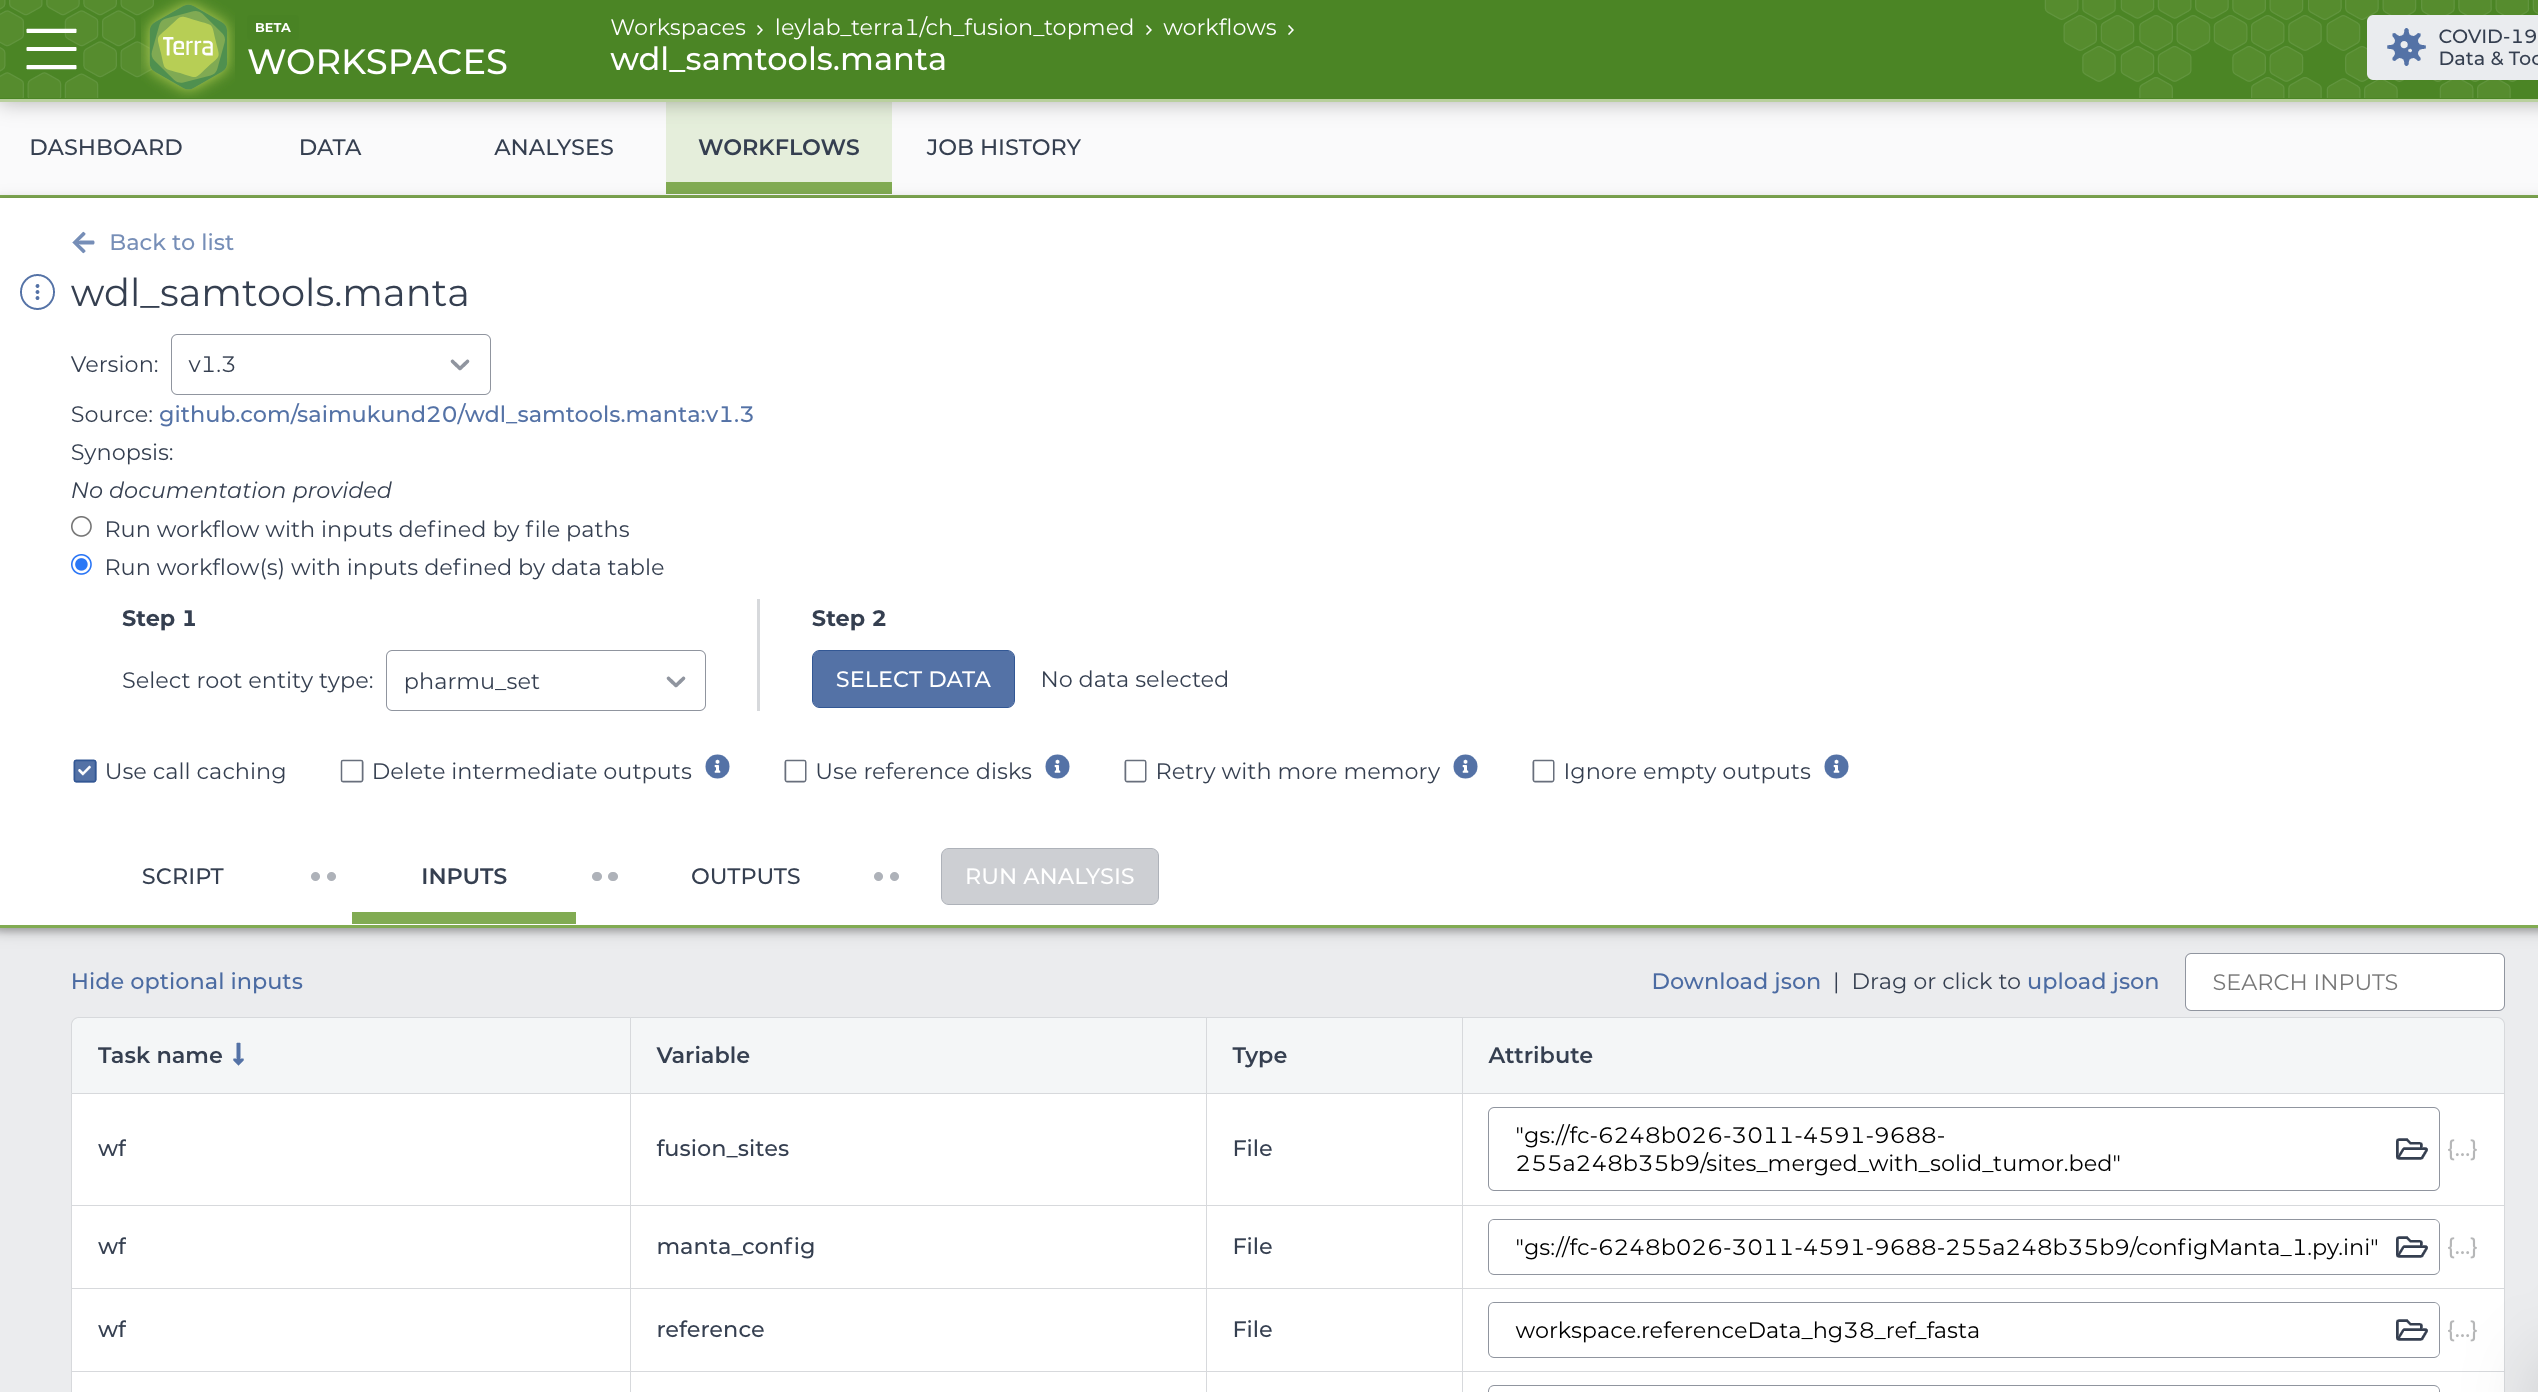 Terra
BETA
WORKSPACES
Workspaces › leylab_terra1/ch_fusion_topmed › workflows ›
wdl_samtools.manta
COVID-19
Data &
DASHBOARD
DATA
ANALYSES
WORKFLOWS
JOB HISTORY
Back to list
wdl_samtools.manta
Version: v1.3
Source: github.com/saimukund20/wdl_samtools.manta:v1.3
Synopsis:
No documentation provided
Run workflow with inputs defined by file paths
Run workflow(s) with inputs defined by data table
Step 1
Select root entity type: pharmu_set
Step 2
SELECT DATA No data selected
Use call caching Delete intermediate outputs Use reference disks Retry with more memory Ignore empty outputs
SCRIPT INPUTS OUTPUTS RUN ANALYSIS
Hide optional inputs
Download json | Drag or click to upload json
SEARCH INPUTS
Task name Variable Type Attribute
wf fusion_sites File "gs://fc-6248b026-3011-4591-9688-
255a248b35b9/sites_merged_with_solid_tumor.bed" {...}
wf manta_config File "gs://fc-6248b026-3011-4591-9688-255a248b35b9/configManta_1.py.ini" {...}
wf reference File workspace.referenceData_hg38_ref_fasta {...}